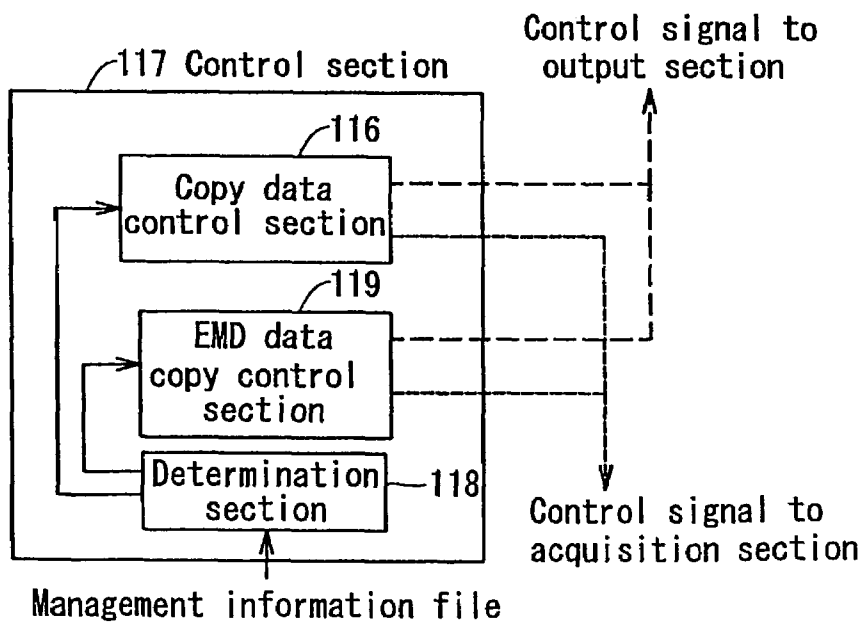 Control signal to
output section
117 Control section
116
Copy data
control section
119
EMD data
copy control
section
Determination
section
118
Control signal to
acquisition section
Management information file